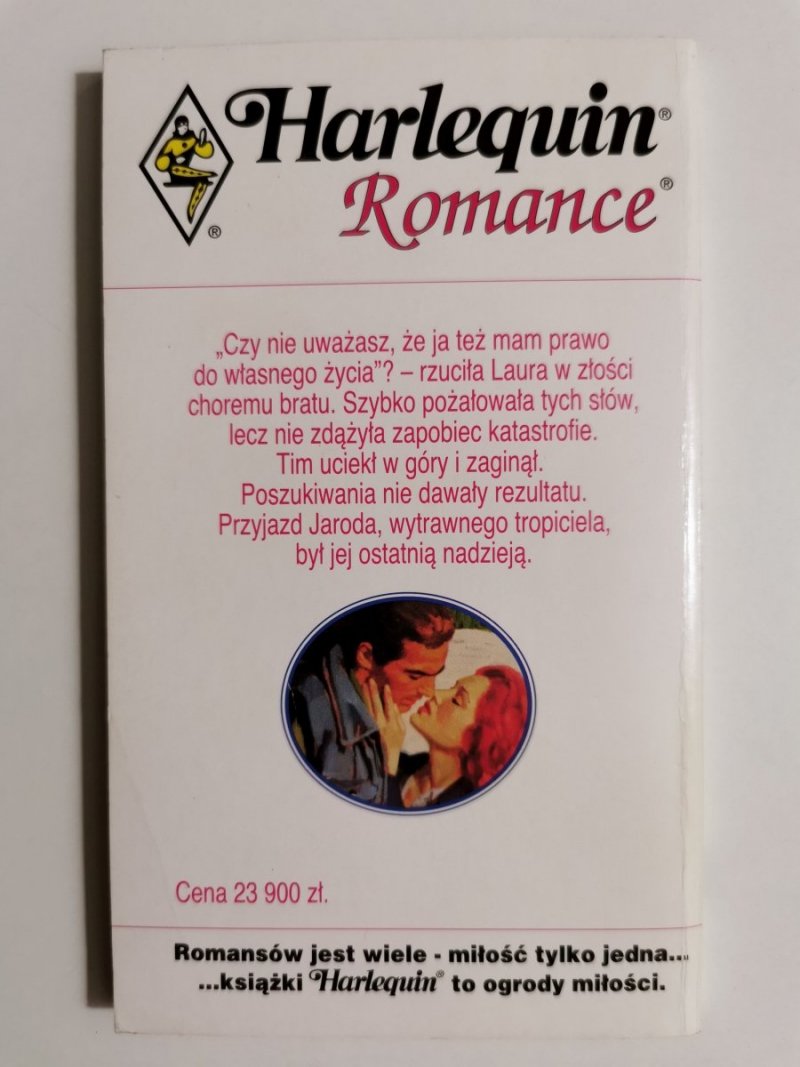 Harlequin®
Romance®
®
„Czy nie uważasz, że ja też mam prawo
do własnego życia”? – rzuciła Laura w złości
choremu bratu. Szybko pożałowała tych słów,
lecz nie zdążyła zapobiec katastrofie.
Tim uciekł w góry i zaginął.
Poszukiwania nie dawały rezultatu.
Przyjazd Jaroda, wytrawnego tropiciela,
był jej ostatnią nadzieją.
Cena 23 900 zł.
Romansów jest wiele - miłość tylko jedna...
...książki Harlequin® to ogrody miłości.